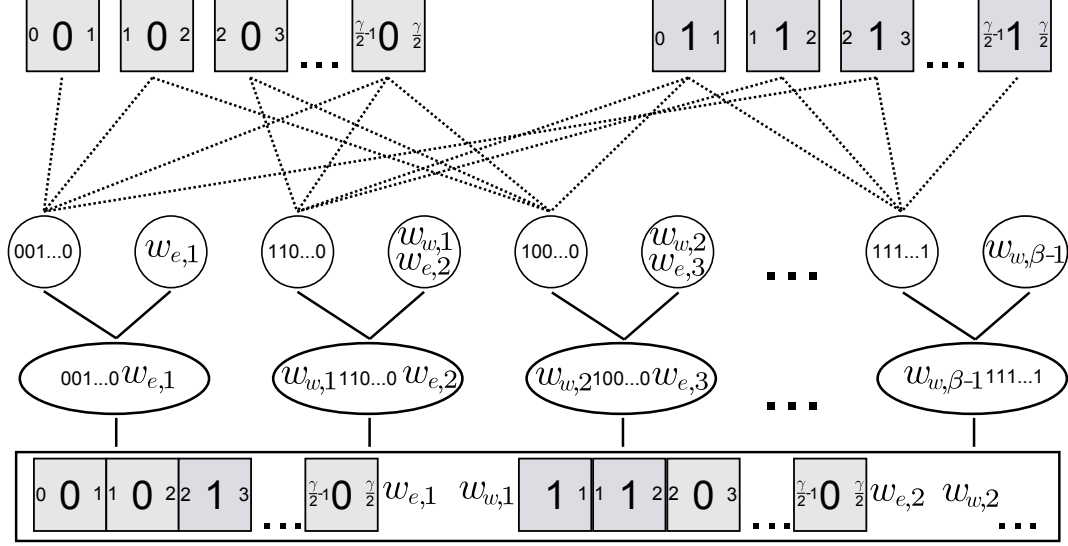 0 0 1 1 0 2 2 0 3 ... γ/2-1 0 γ/2 0 1 1 1 1 2 2 1 3 ... γ/2-1 1 γ/2
001...0 w_{e,1} 110...0 w_{w,1} w_{e,2} 100...0 w_{w,2} w_{e,3} ... 111...1 w_{w,β-1}
001...0 w_{e,1} w_{w,1} 110...0 w_{e,2} w_{w,2} 100...0 w_{e,3} ... w_{w,β-1} 111...1
0 0 1 1 0 2 2 1 3 ... γ/2-1 0 γ/2 w_{e,1} w_{w,1} 1 1 1 1 2 2 0 3 ... γ/2-1 0 γ/2 w_{e,2} w_{w,2} ...